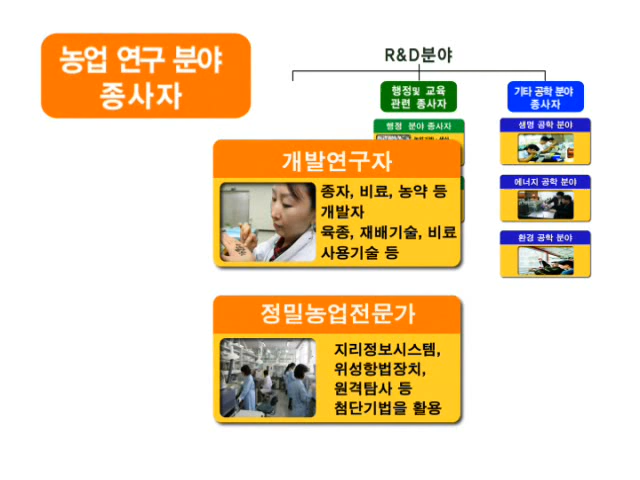 농업 연구 분야
종사자
R&D분야
행정및 교육
관련 종사자
기타 공학 분야
종사자
행정 분야 종사자
생명 공학 분야
에너지 공학 분야
환경 공학 분야
개발연구자
종자, 비료, 농약 등
개발자
육종, 재배기술, 비료
사용기술 등
정밀농업전문가
지리정보시스템,
위성항법장치,
원격탐사 등
첨단기법을 활용